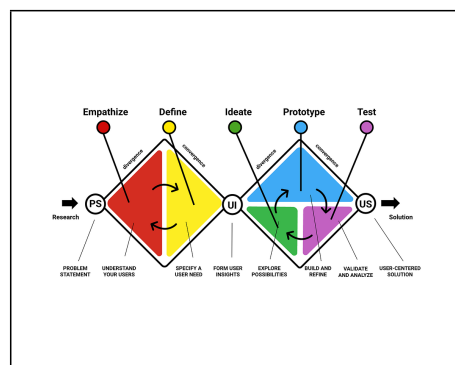 Empathize
Define
Ideate
Prototype
Test
divergence
convergence
divergence
convergence
PS
UI
US
Research
Solution
PROBLEM
STATEMENT
UNDERSTAND
YOUR USERS
SPECIFY A
USER NEED
FORM USER
INSIGHTS
EXPLORE
POSSIBILITIES
BUILD AND
REFINE
VALIDATE
AND ANALYZE
USER-CENTERED
SOLUTION